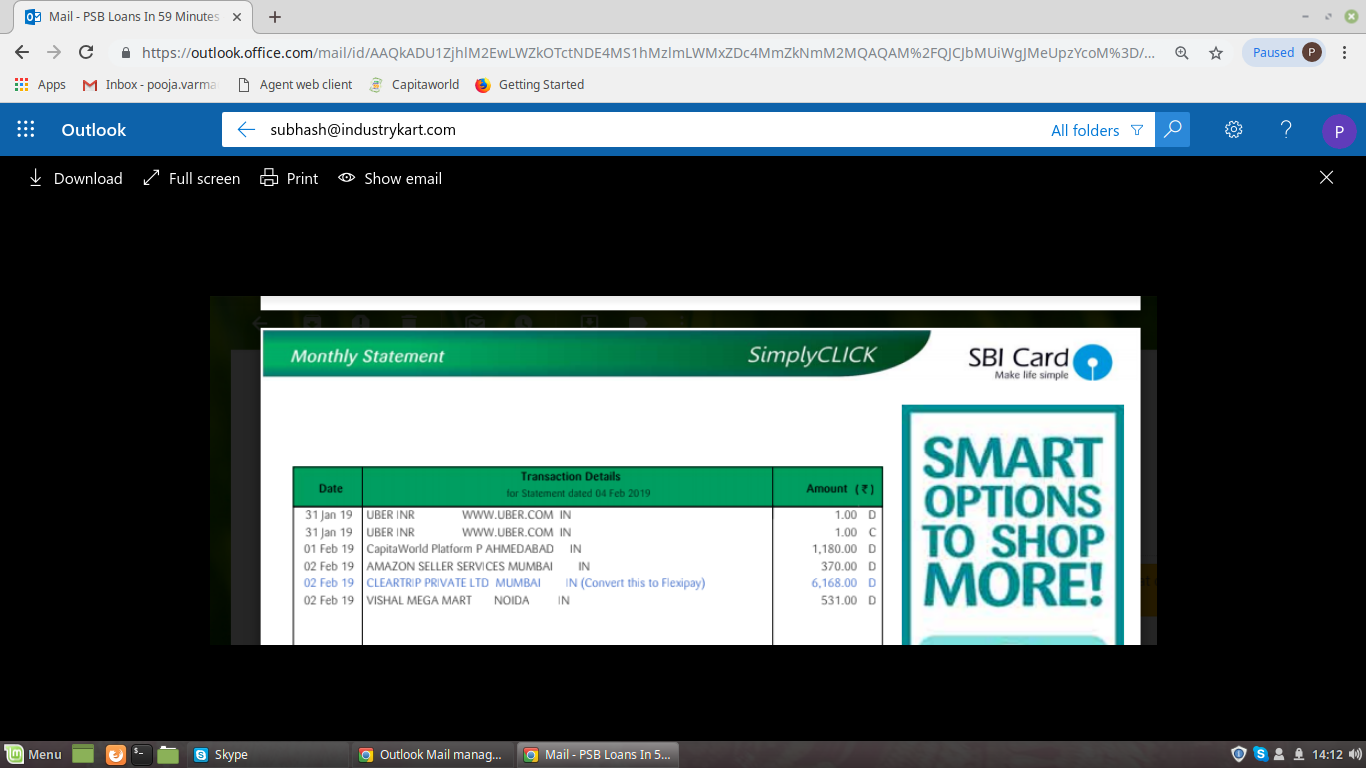 Mail - PSB Loans In 59 Minutes
https://outlook.office.com/mail/id/AAQkADU1ZjhlM2EwLWZkOTctNDE4MS1hMzlmLWMxZDc4MmZkNmM2MQAQAM%2FQJCJbMUiWgJMeUpzYcoM%3D/...
Paused P
Apps Inbox - pooja.varma Agent web client Capitaworld Getting Started
Outlook subhash@industrykart.com All folders ? P
Download Full screen Print Show email
Monthly Statement SimplyCLICK SBI Card
Make life simple
SMART
OPTIONS
TO SHOP
MORE!
Transaction Details
Date for Statement dated 04 Feb 2019 Amount (₹)
31 Jan 19 UBER INR WWW.UBER.COM IN 1.00 D
31 Jan 19 UBER INR WWW.UBER.COM IN 1.00 C
01 Feb 19 CapitaWorld Platform P AHMEDABAD IN 1,180.00 D
02 Feb 19 AMAZON SELLER SERVICES MUMBAI IN 370.00 D
02 Feb 19 CLEARTRIP PRIVATE LTD MUMBAI IN (Convert this to Flexipay) 6,168.00 D
02 Feb 19 VISHAL MEGA MART NOIDA IN 531.00 D
Menu Skype Outlook Mail manag... Mail - PSB Loans In 5... 14:12